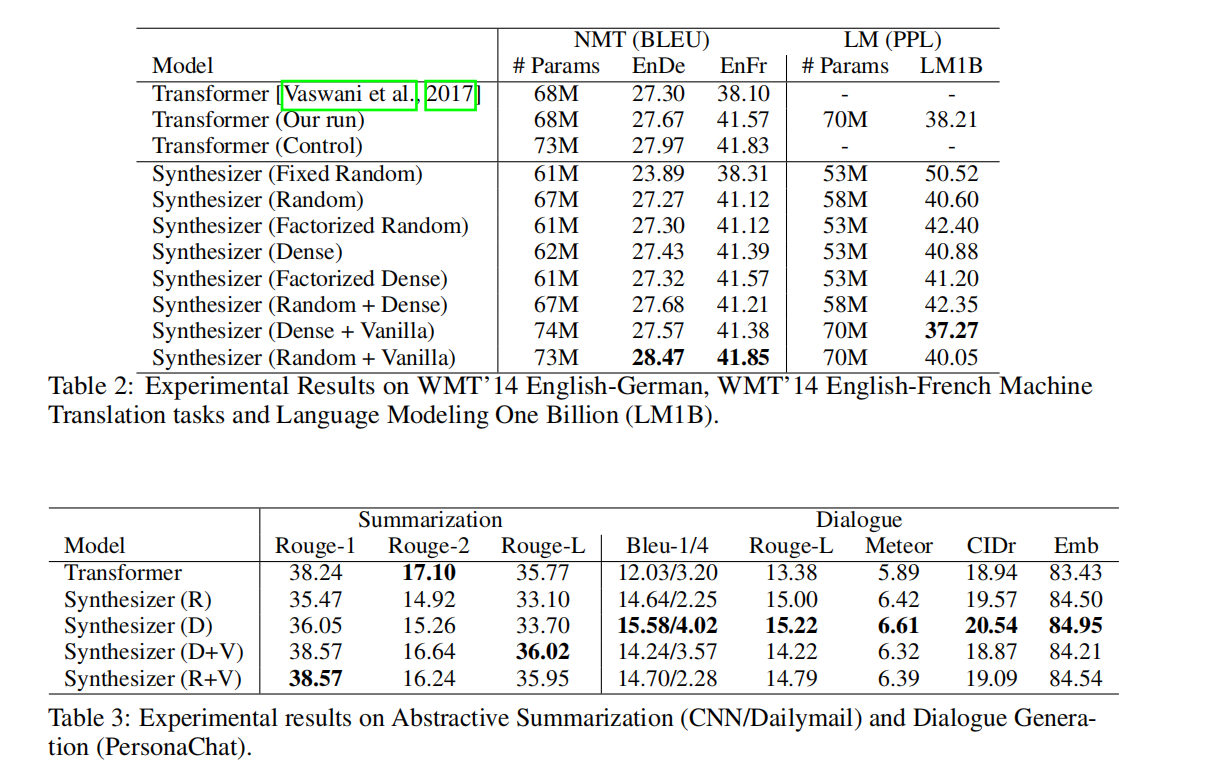 NMT (BLEU) LM (PPL)
Model # Params EnDe EnFr # Params LM1B
Transformer [Vaswani et al., 2017] 68M 27.30 38.10 - -
Transformer (Our run) 68M 27.67 41.57 70M 38.21
Transformer (Control) 73M 27.97 41.83 - -
Synthesizer (Fixed Random) 61M 23.89 38.31 53M 50.52
Synthesizer (Random) 67M 27.27 41.12 58M 40.60
Synthesizer (Factorized Random) 61M 27.30 41.12 53M 42.40
Synthesizer (Dense) 62M 27.43 41.39 53M 40.88
Synthesizer (Factorized Dense) 61M 27.32 41.57 53M 41.20
Synthesizer (Random + Dense) 67M 27.68 41.21 58M 42.35
Synthesizer (Dense + Vanilla) 74M 27.57 41.38 70M 37.27
Synthesizer (Random + Vanilla) 73M 28.47 41.85 70M 40.05
Table 2: Experimental Results on WMT'14 English-German, WMT'14 English-French Machine
Translation tasks and Language Modeling One Billion (LM1B).
Summarization Dialogue
Model Rouge-1 Rouge-2 Rouge-L Bleu-1/4 Rouge-L Meteor CIDr Emb
Transformer 38.24 17.10 35.77 12.03/3.20 13.38 5.89 18.94 83.43
Synthesizer (R) 35.47 14.92 33.10 14.64/2.25 15.00 6.42 19.57 84.50
Synthesizer (D) 36.05 15.26 33.70 15.58/4.02 15.22 6.61 20.54 84.95
Synthesizer (D+V) 38.57 16.64 36.02 14.24/3.57 14.22 6.32 18.87 84.21
Synthesizer (R+V) 38.57 16.24 35.95 14.70/2.28 14.79 6.39 19.09 84.54
Table 3: Experimental results on Abstractive Summarization (CNN/Dailymail) and Dialogue Genera-
tion (PersonaChat).